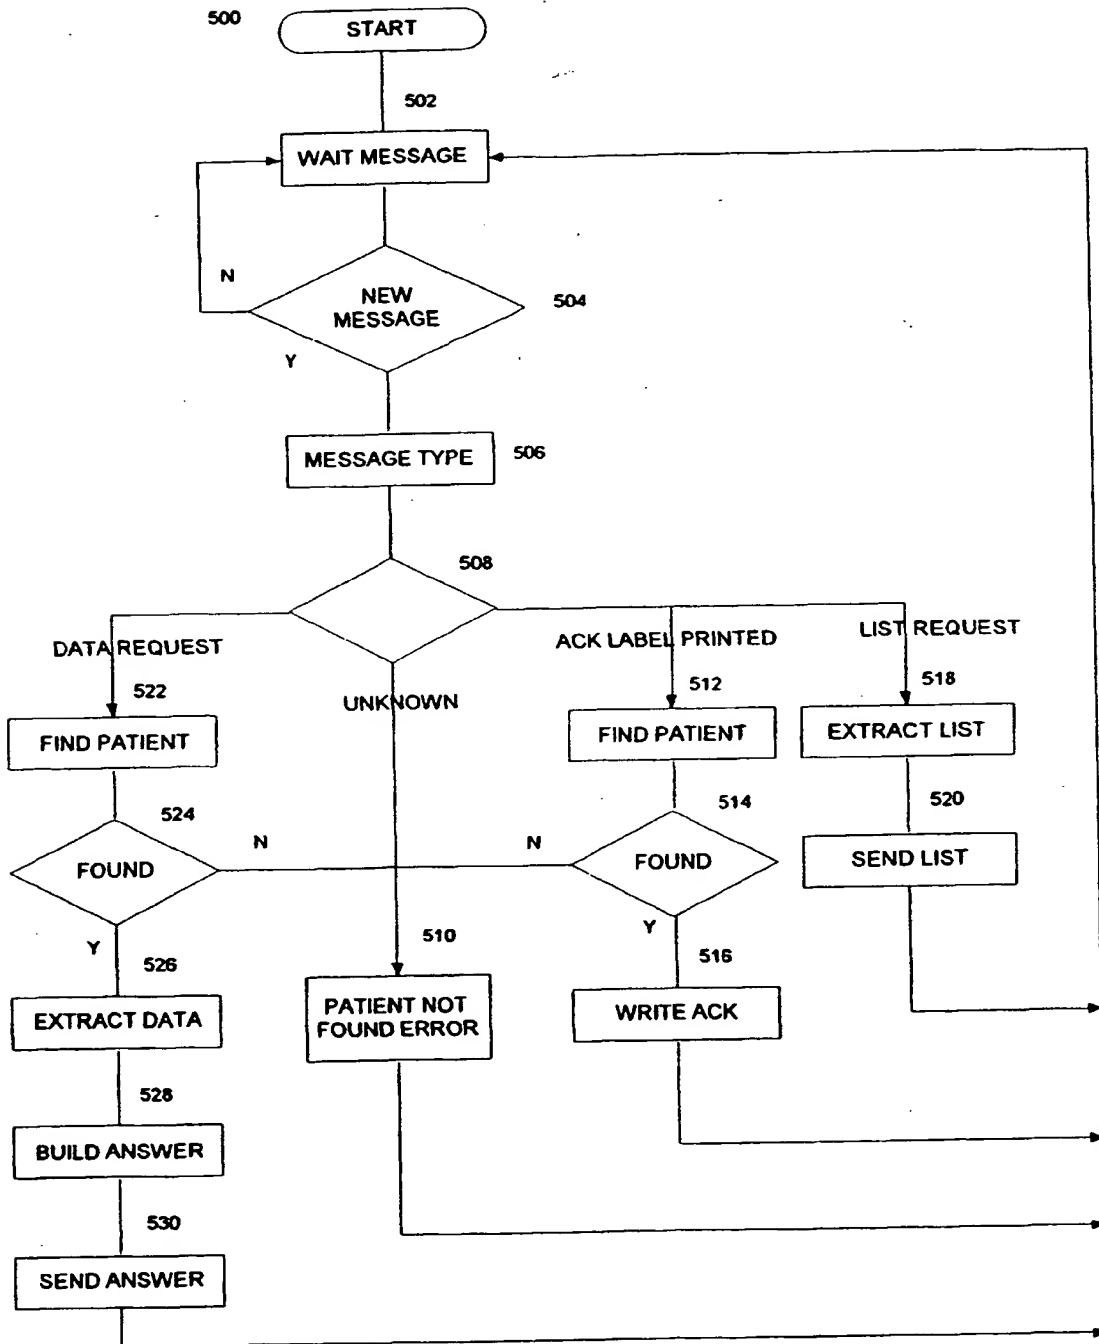 500
START
502
WAIT MESSAGE
N
NEW
MESSAGE
504
Y
MESSAGE TYPE
506
508
DATA REQUEST
UNKNOWN
ACK LABEL PRINTED
LIST REQUEST
522
512
518
FIND PATIENT
FIND PATIENT
EXTRACT LIST
524
514
520
FOUND
N
N
FOUND
SEND LIST
Y
526
510
Y
516
EXTRACT DATA
PATIENT NOT
FOUND ERROR
WRITE ACK
528
BUILD ANSWER
530
SEND ANSWER